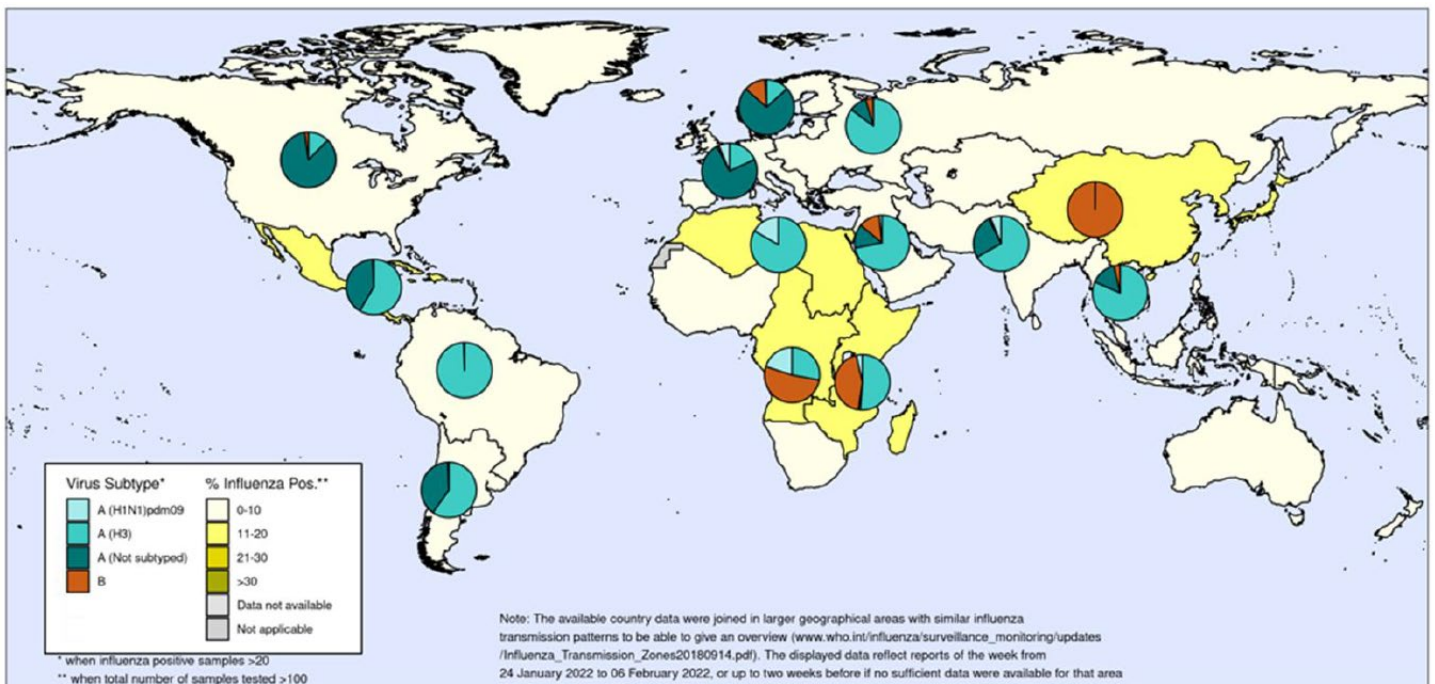 Virus Subtype*
A (H1N1)pdm09
A (H3)
A (Not subtyped)
B
% Influenza Pos.**
0-10
11-20
21-30
>30
Data not available
Not applicable
* when influenza positive samples >20
** when total number of samples tested >100
Note: The available country data were joined in larger geographical areas with similar influenza
transmission patterns to be able to give an overview (www.who.int/influenza/surveillance_monitoring/updates
/Influenza_Transmission_Zones20180914.pdf). The displayed data reflect reports of the week from
24 January 2022 to 06 February 2022, or up to two weeks before if no sufficient data were available for that area